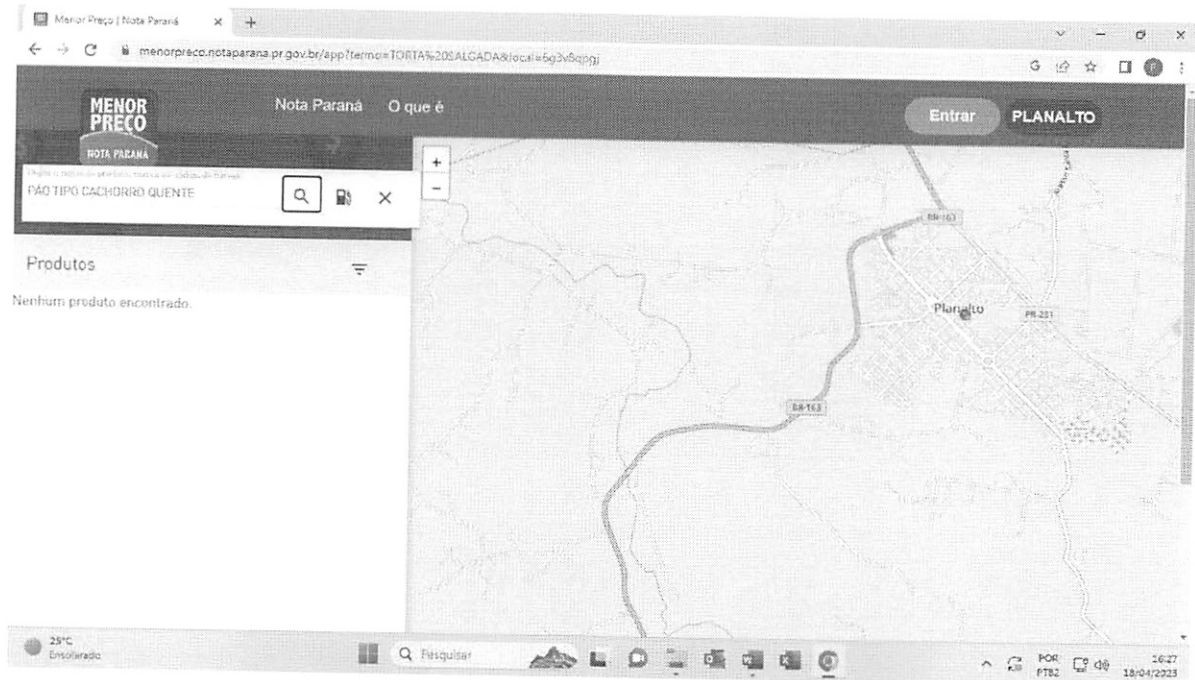 Menor Preço | Nota Paraná
menorpreco.notaparana.pr.gov.br/app?termo=TORTA%20SALGADA&local=6g3v8qpgj
MENOR
PREÇO
NOTA PARANÁ
Nota Paraná
O que é
Entrar
PLANALTO
PÃO TIPO CACHORRO QUENTE
+
−
Produtos
Nenhum produto encontrado.
BR-163
Planalto
PR-281
BR-163
25°C
Ensolarado
Pesquisar
POR
PTB2
16:27
18/04/2023